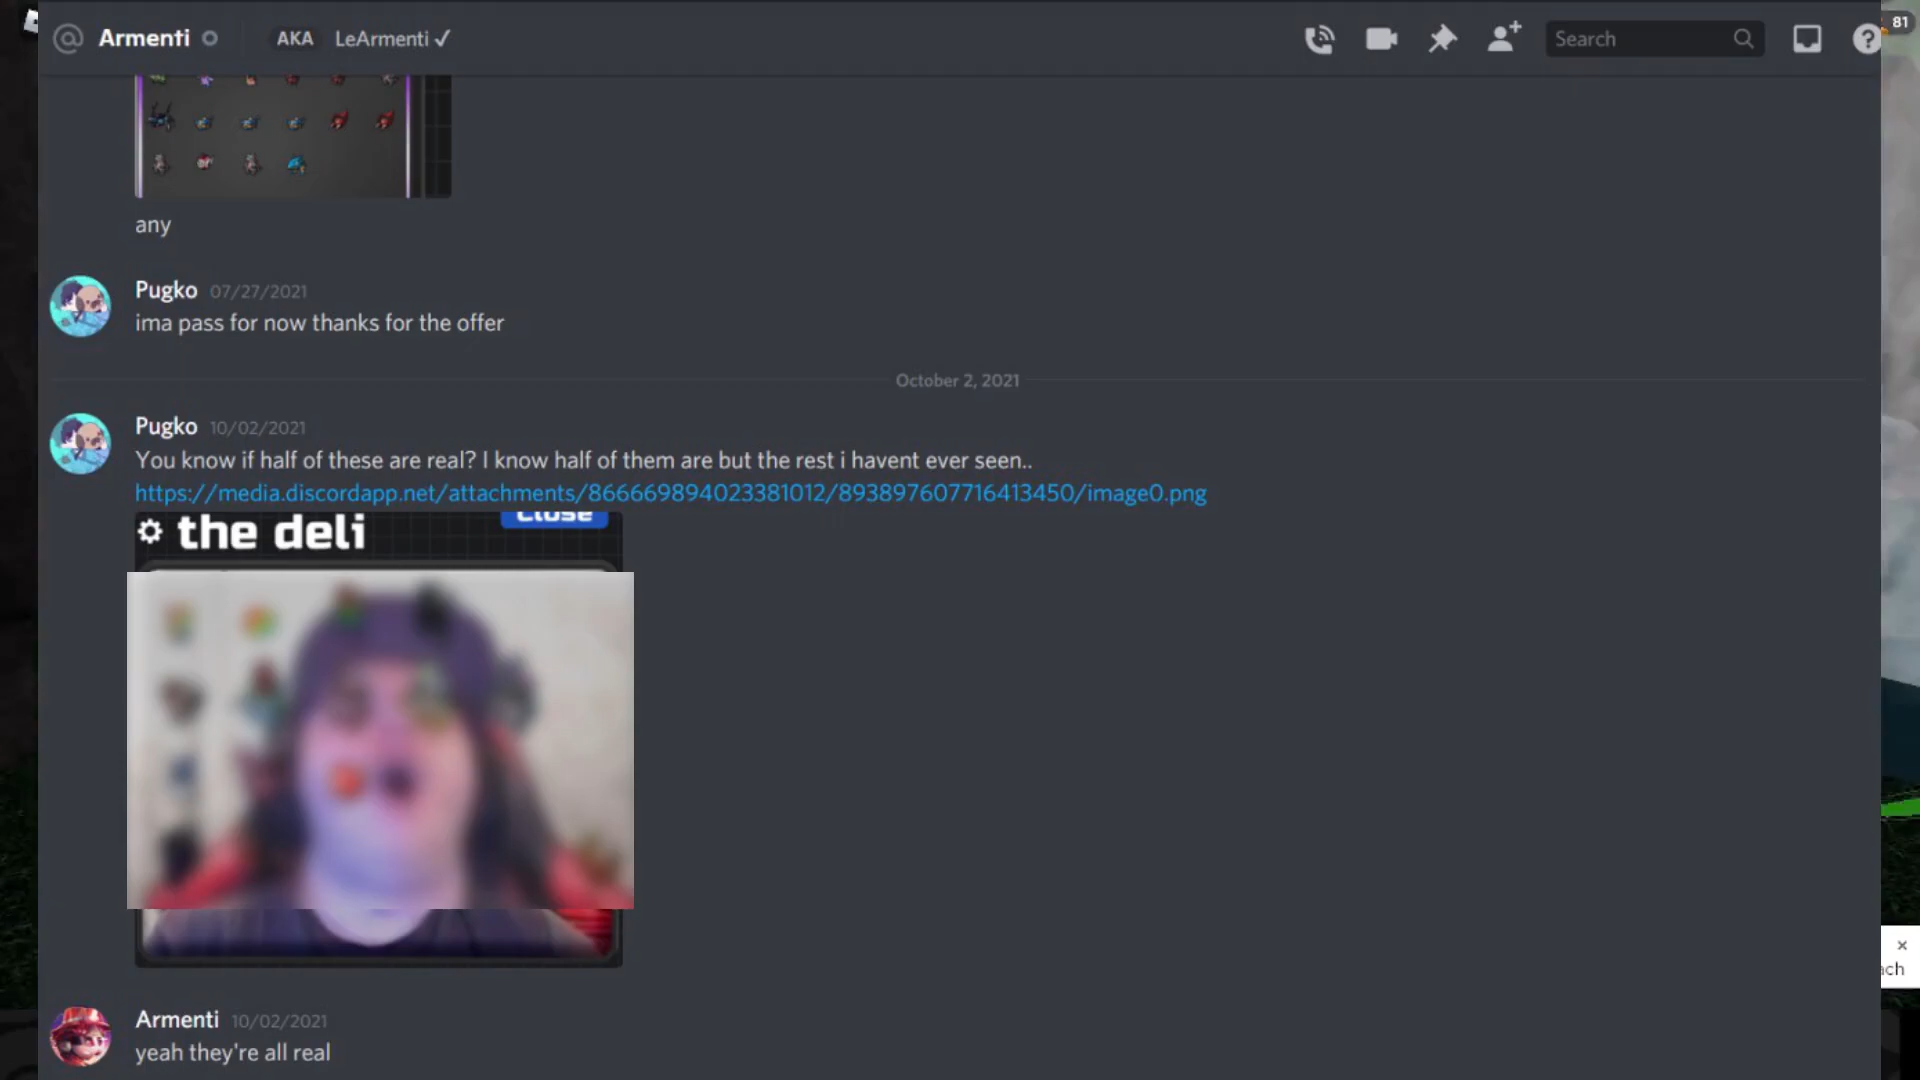 Armenti AKA LeArmenti ✓ Search
81
any
Pugko 07/27/2021
ima pass for now thanks for the offer
October 2, 2021
Pugko 10/02/2021
You know if half of these are real? I know half of them are but the rest i havent ever seen..
https://media.discordapp.net/attachments/866669894023381012/893897607716413450/image0.png
the deli Close
ach
Armenti 10/02/2021
yeah they're all real